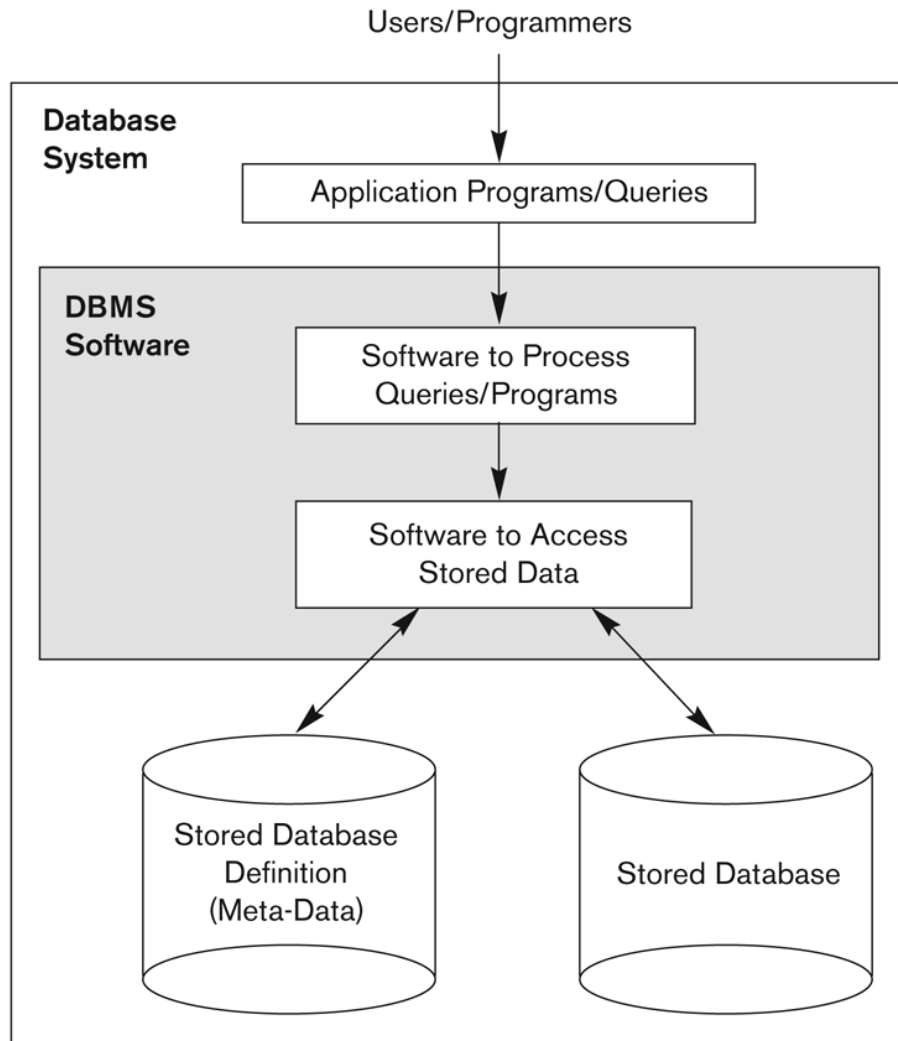 Users/Programmers
Database
System
Application Programs/Queries
DBMS
Software
Software to Process
Queries/Programs
Software to Access
Stored Data
Stored Database
Definition
(Meta-Data)
Stored Database